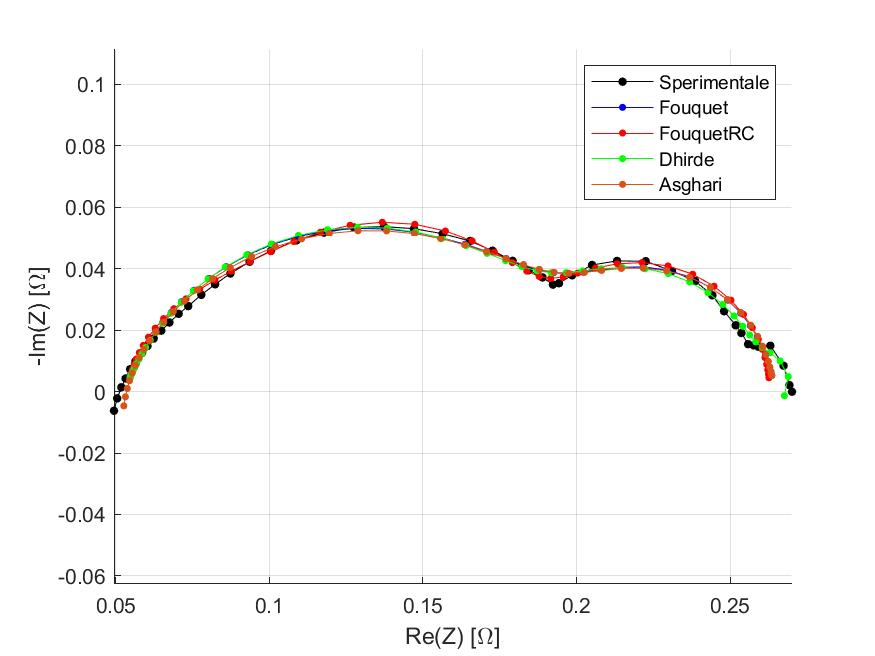 0.1
0.08
0.06
0.04
0.02
0
-0.02
-0.04
-0.06
-Im(Z) [Ω]
0.05 0.1 0.15 0.2 0.25
Re(Z) [Ω]
Sperimentale
Fouquet
FouquetRC
Dhirde
Asghari